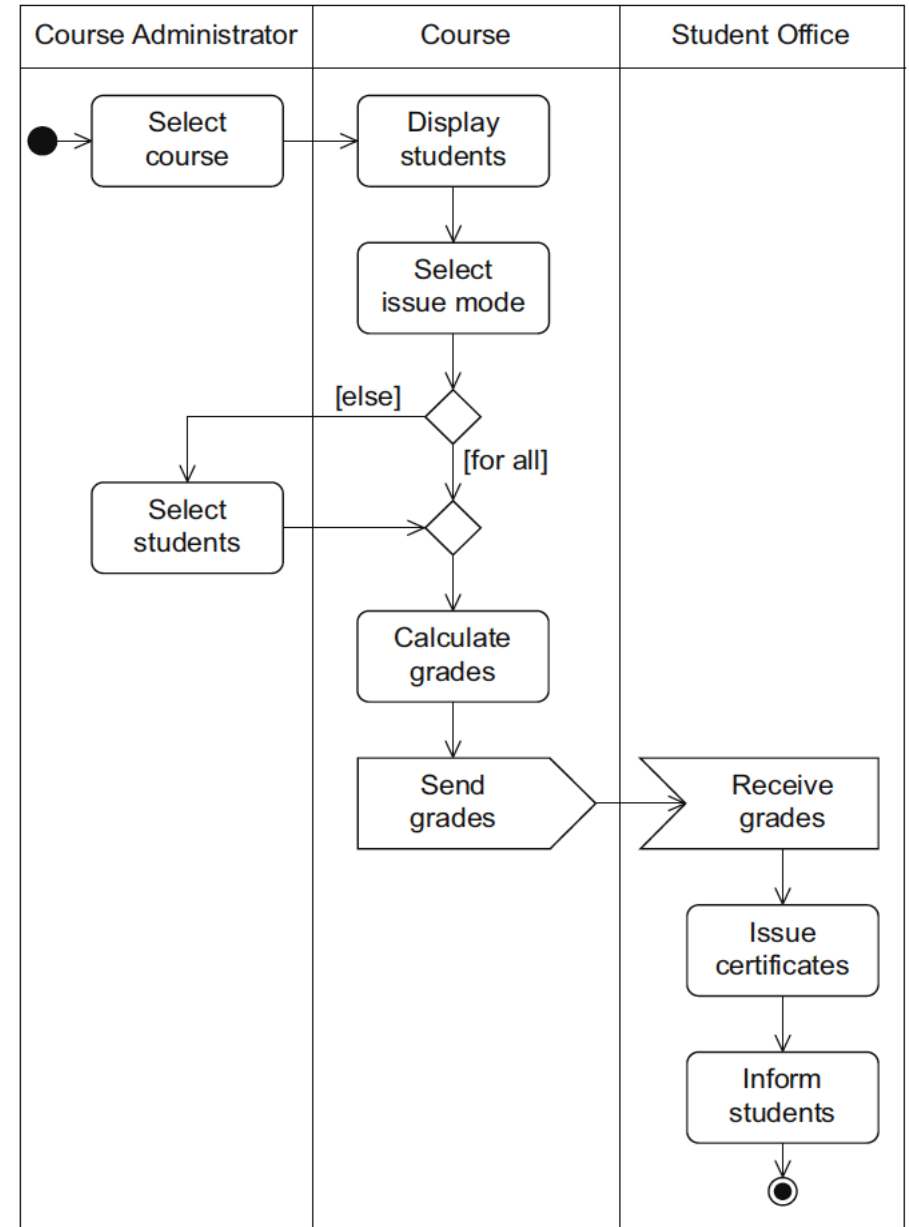 Course Administrator
Course
Student Office
Select
course
Display
students
Select
issue mode
[else]
[for all]
Select
students
Calculate
grades
Send
grades
Receive
grades
Issue
certificates
Inform
students